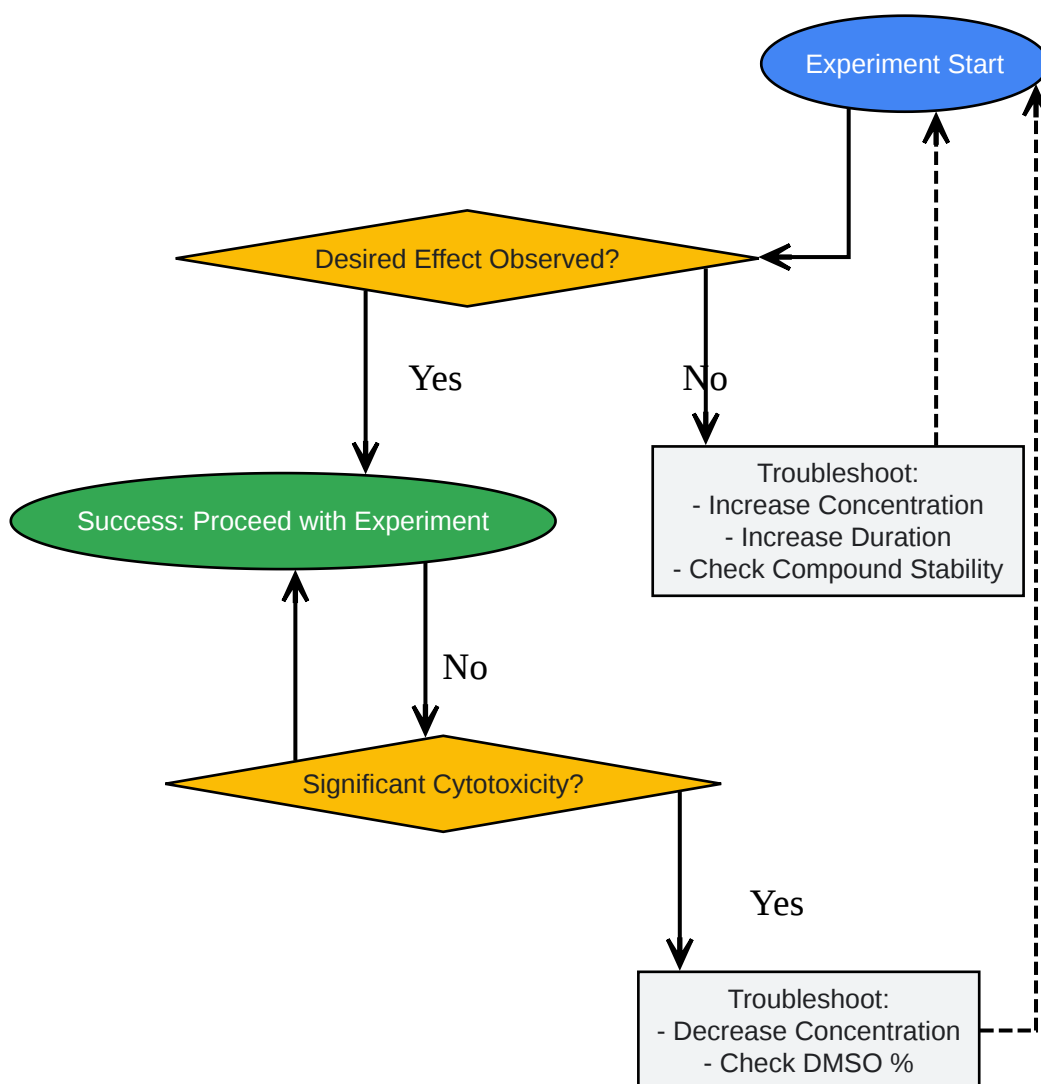 Experiment Start
Desired Effect Observed?
Yes
No
Troubleshoot:
- Increase Concentration
- Increase Duration
- Check Compound Stability
Success: Proceed with Experiment
No
Significant Cytotoxicity?
Yes
Troubleshoot:
- Decrease Concentration
- Check DMSO %